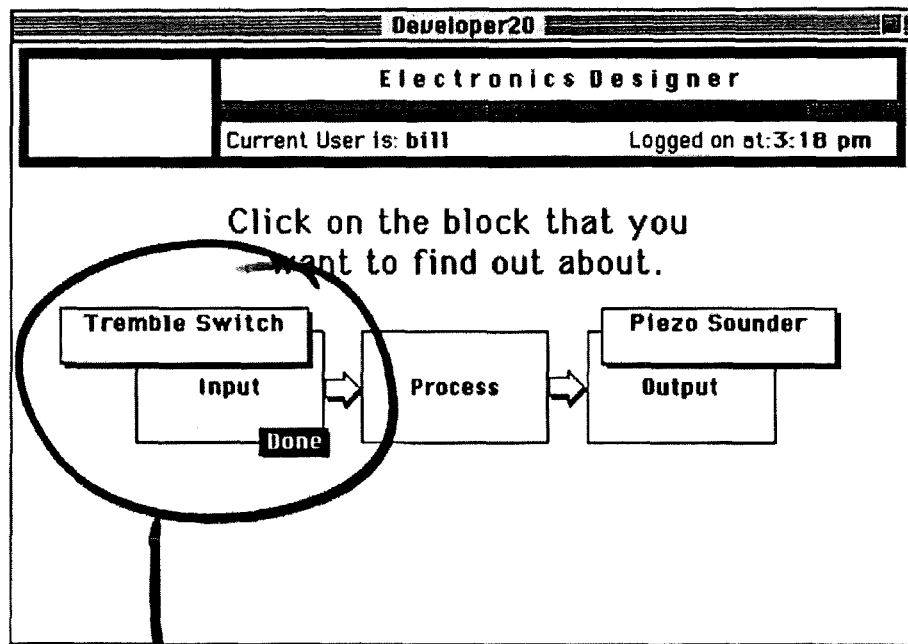 Developer20
Electronics Designer
Current User is: bill Logged on at:3:18 pm
Click on the block that you
want to find out about.
Tremble Switch
Piezo Sounder
Input
Process
Output
Done